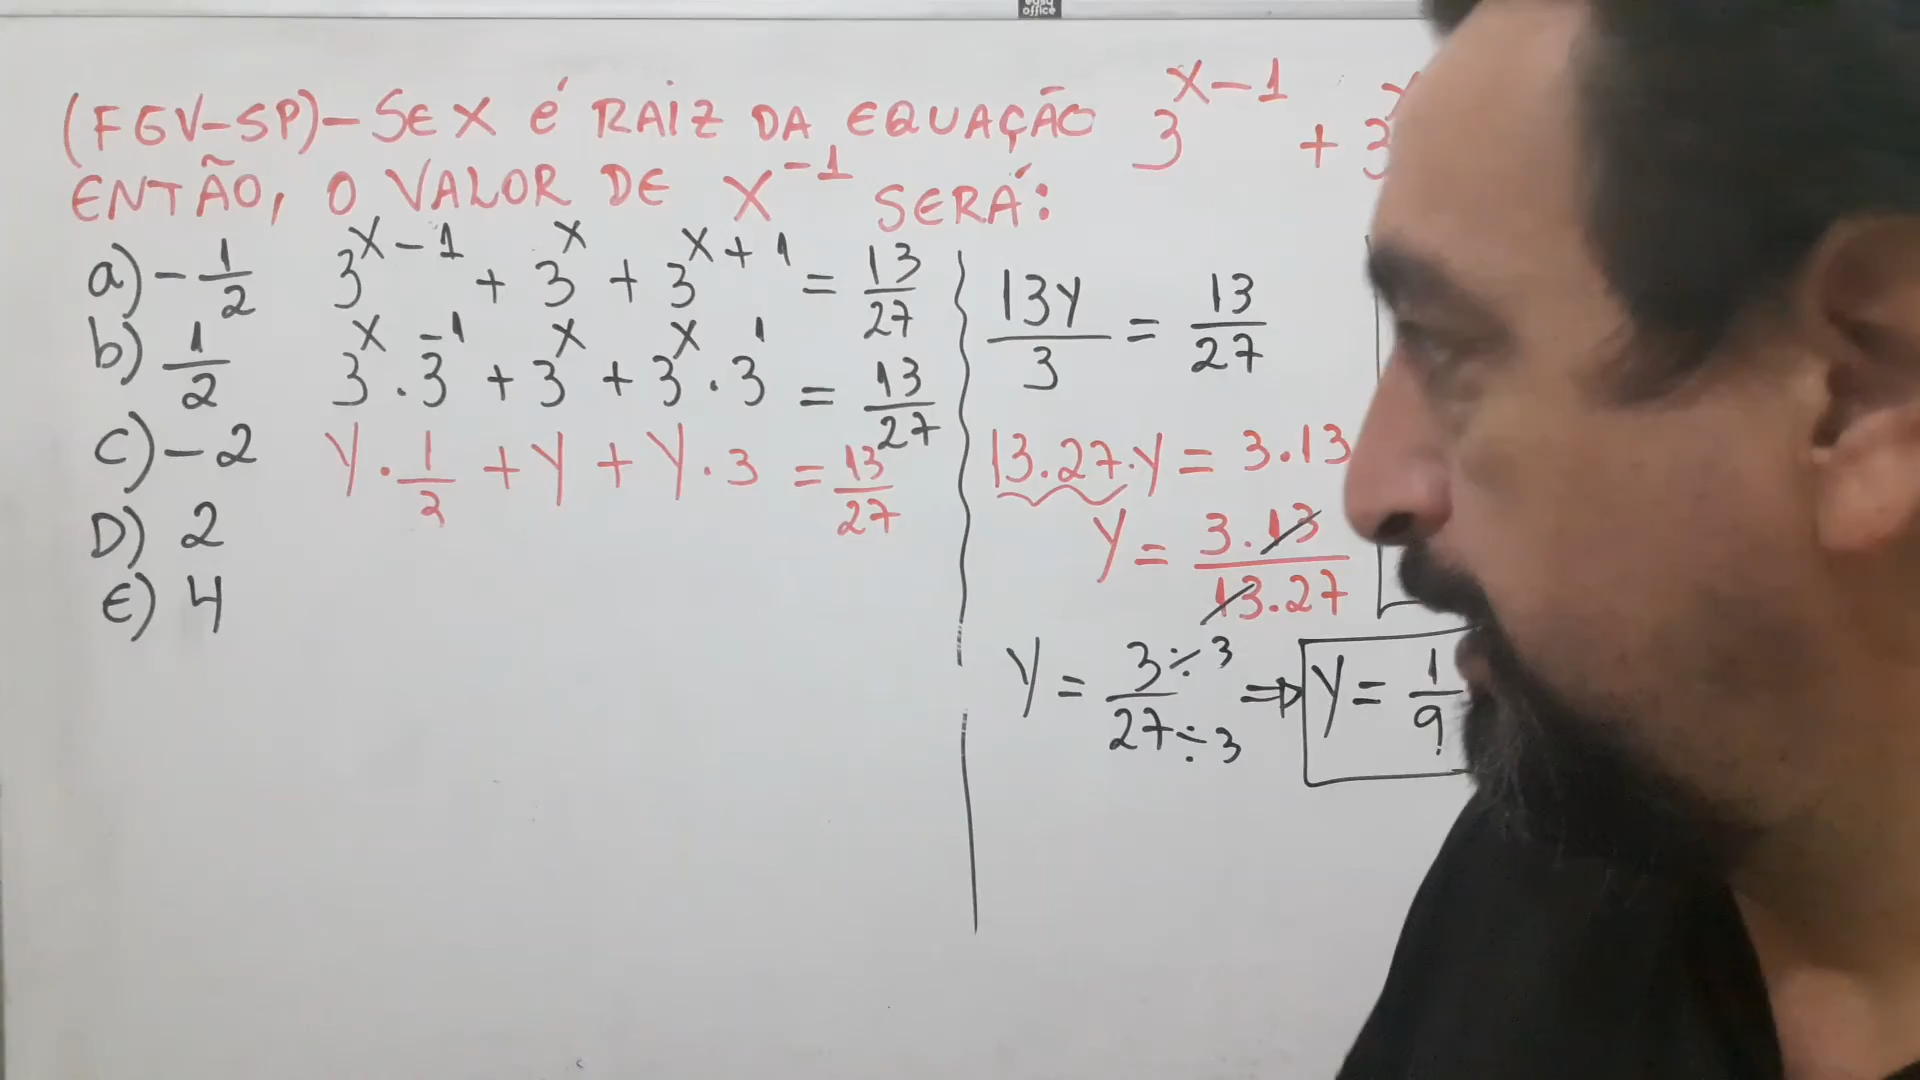 easy office
(FGV-SP)-SE X É RAIZ DA EQUAÇÃO 3^{X-1} + 3
ENTÃO, O VALOR DE X^{-1} SERÁ:
a) -1/2
b) 1/2
C) -2
D) 2
E) 4
3^{X-1} + 3^X + 3^{X+1} = 13/27
3^X . 3^{-1} + 3^X + 3^X . 3^1 = 13/27
Y . 1/3 + Y + Y . 3 = 13/27
13Y/3 = 13/27
13.27.Y = 3.13
Y = 3.13/13.27
Y = 3÷3/27÷3 ⇒ Y = 1/9